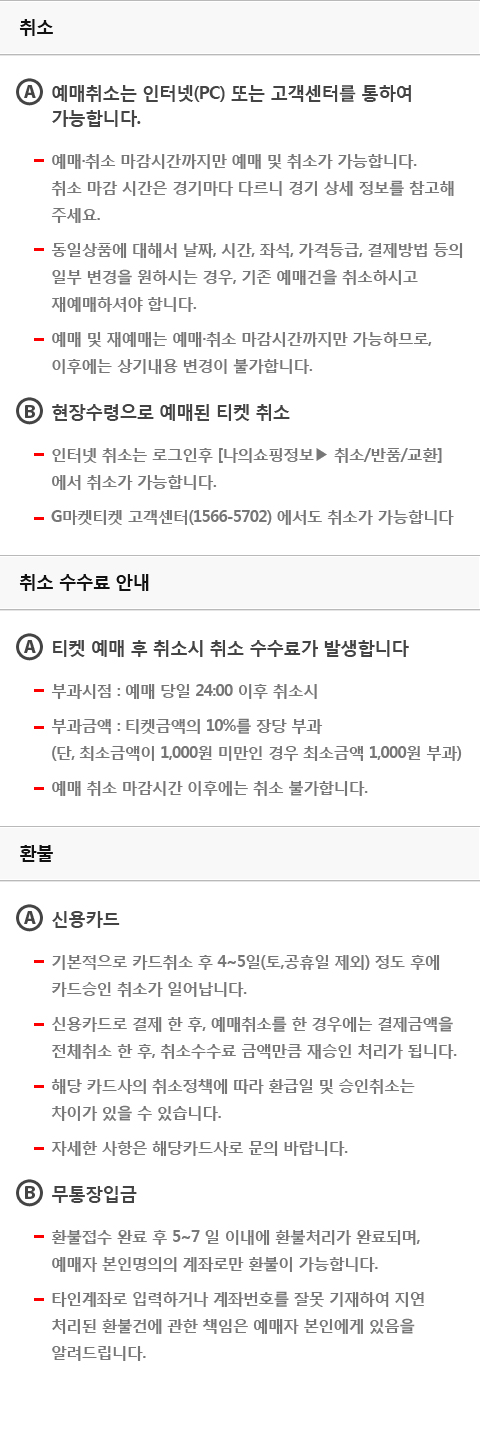 취소
A 예매취소는 인터넷(PC) 또는 고객센터를 통하여
가능합니다.
예매·취소 마감시간까지만 예매 및 취소가 가능합니다.
취소 마감 시간은 경기마다 다르니 경기 상세 정보를 참고해
주세요.
동일상품에 대해서 날짜, 시간, 좌석, 가격등급, 결제방법 등의
일부 변경을 원하시는 경우, 기존 예매건을 취소하시고
재예매하셔야 합니다.
예매 및 재예매는 예매·취소 마감시간까지만 가능하므로,
이후에는 상기내용 변경이 불가합니다.
B 현장수령으로 예매된 티켓 취소
인터넷 취소는 로그인후 [나의쇼핑정보▶ 취소/반품/교환]
에서 취소가 가능합니다.
G마켓티켓 고객센터(1566-5702) 에서도 취소가 가능합니다
취소 수수료 안내
A 티켓 예매 후 취소시 취소 수수료가 발생합니다
부과시점 : 예매 당일 24:00 이후 취소시
부과금액 : 티켓금액의 10%를 장당 부과
(단, 최소금액이 1,000원 미만인 경우 최소금액 1,000원 부과)
예매 취소 마감시간 이후에는 취소 불가합니다.
환불
A 신용카드
기본적으로 카드취소 후 4~5일(토,공휴일 제외) 정도 후에
카드승인 취소가 일어납니다.
신용카드로 결제 한 후, 예매취소를 한 경우에는 결제금액을
전체취소 한 후, 취소수수료 금액만큼 재승인 처리가 됩니다.
해당 카드사의 취소정책에 따라 환급일 및 승인취소는
차이가 있을 수 있습니다.
자세한 사항은 해당카드사로 문의 바랍니다.
B 무통장입금
환불접수 완료 후 5~7 일 이내에 환불처리가 완료되며,
예매자 본인명의의 계좌로만 환불이 가능합니다.
타인계좌로 입력하거나 계좌번호를 잘못 기재하여 지연
처리된 환불건에 관한 책임은 예매자 본인에게 있음을
알려드립니다.